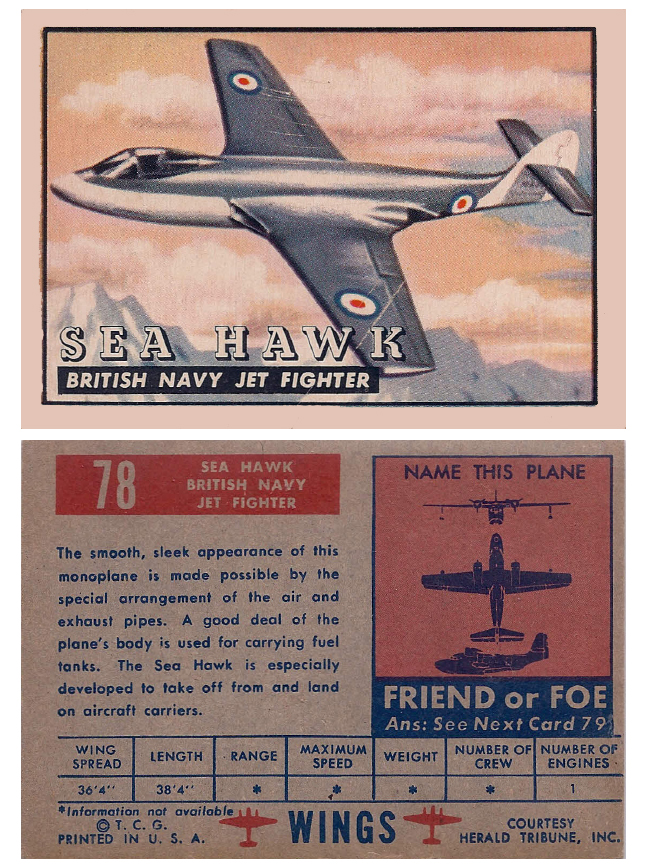 SEA HAWK
BRITISH NAVY JET FIGHTER
78
SEA HAWK
BRITISH NAVY
JET FIGHTER
The smooth, sleek appearance of this
monoplane is made possible by the
special arrangement of the air and
exhaust pipes. A good deal of the
plane's body is used for carrying fuel
tanks. The Sea Hawk is especially
developed to take off from and land
on aircraft carriers.
NAME THIS PLANE
FRIEND or FOE
Ans: See Next Card 79
WING SPREAD LENGTH RANGE MAXIMUM SPEED WEIGHT NUMBER OF CREW NUMBER OF ENGINES
36'4" 38'4" * * * * 1
*Information not available
© T. C. G.
PRINTED IN U. S. A.
WINGS
COURTESY
HERALD TRIBUNE, INC.